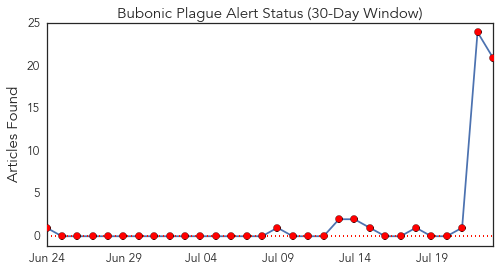 Bubonic Plague Alert Status (30-Day Window)
Articles Found
25
20
15
10
5
0
Jun 24 Jun 29 Jul 04 Jul 09 Jul 14 Jul 19